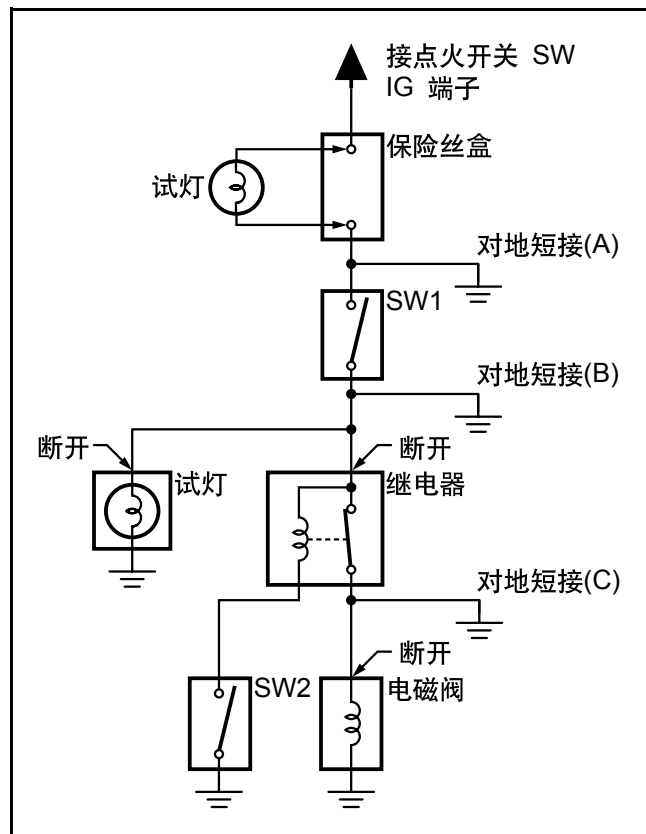 接点火开关 SW
IG 端子
保险丝盒
试灯
对地短接(A)
SW1
对地短接(B)
断开
断开
试灯
继电器
对地短接(C)
断开
SW2
电磁阀